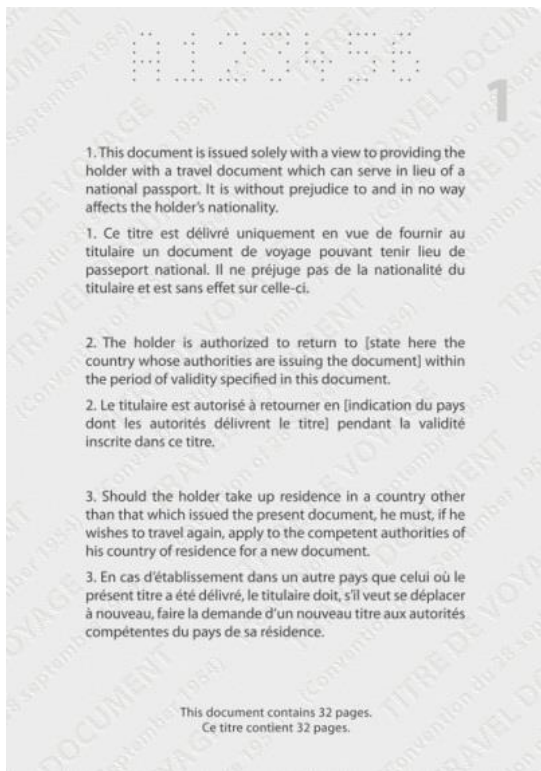 A123456
1
1. This document is issued solely with a view to providing the
holder with a travel document which can serve in lieu of a
national passport. It is without prejudice to and in no way
affects the holder's nationality.
1. Ce titre est délivré uniquement en vue de fournir au
titulaire un document de voyage pouvant tenir lieu de
passeport national. Il ne préjuge pas de la nationalité du
titulaire et est sans effet sur celle-ci.
2. The holder is authorized to return to [state here the
country whose authorities are issuing the document] within
the period of validity specified in this document.
2. Le titulaire est autorisé à retourner en [indication du pays
dont les autorités délivrent le titre] pendant la validité
inscrite dans ce titre.
3. Should the holder take up residence in a country other
than that which issued the present document, he must, if he
wishes to travel again, apply to the competent authorities of
his country of residence for a new document.
3. En cas d'établissement dans un autre pays que celui où le
présent titre a été délivré, le titulaire doit, s'il veut se déplacer
à nouveau, faire la demande d'un nouveau titre aux autorités
compétentes du pays de sa résidence.
This document contains 32 pages.
Ce titre contient 32 pages.